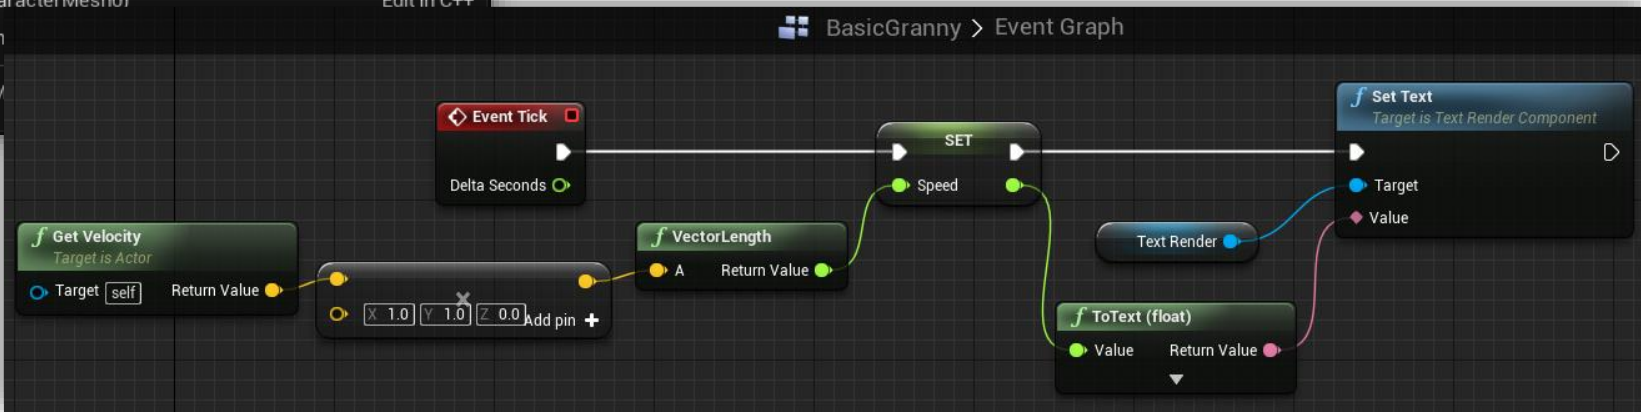 Edit in C++
BasicGranny > Event Graph
Event Tick
Delta Seconds
SET
Speed
Set Text
Target is Text Render Component
Target
Value
Get Velocity
Target is Actor
Target self
Return Value
X 1.0 Y 1.0 Z 0.0
Add pin +
VectorLength
A Return Value
Text Render
ToText (float)
Value Return Value